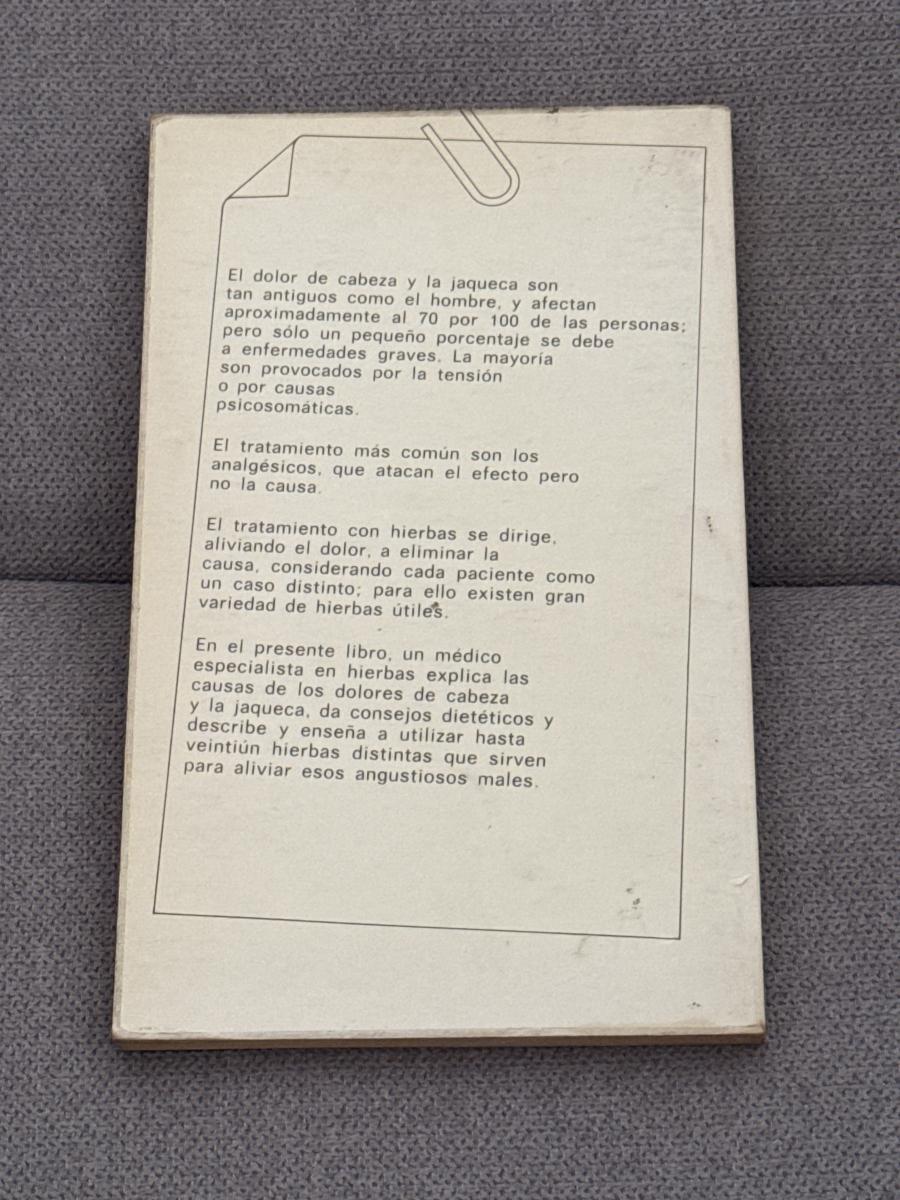 El dolor de cabeza y la jaqueca son
tan antiguos como el hombre, y afectan
aproximadamente al 70 por 100 de las personas;
pero sólo un pequeño porcentaje se debe
a enfermedades graves. La mayoría
son provocados por la tensión
o por causas
psicosomáticas.
El tratamiento más común son los
analgésicos, que atacan el efecto pero
no la causa.
El tratamiento con hierbas se dirige,
aliviando el dolor, a eliminar la
causa, considerando cada paciente como
un caso distinto; para ello existen gran
variedad de hierbas útiles.
En el presente libro, un médico
especialista en hierbas explica las
causas de los dolores de cabeza
y la jaqueca, da consejos dietéticos y
describe y enseña a utilizar hasta
veintiún hierbas distintas que sirven
para aliviar esos angustiosos males.